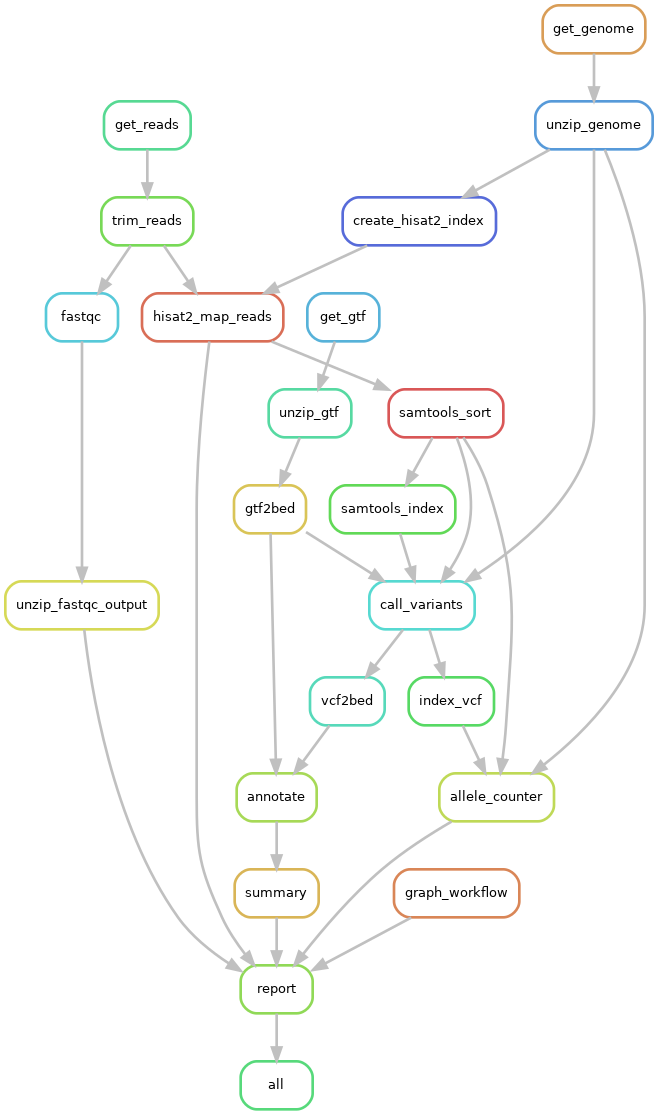 get_genome
get_reads
unzip_genome
trim_reads
create_hisat2_index
fastqc
hisat2_map_reads
get_gtf
unzip_gtf
samtools_sort
gtf2bed
samtools_index
unzip_fastqc_output
call_variants
vcf2bed
index_vcf
annotate
allele_counter
summary
graph_workflow
report
all